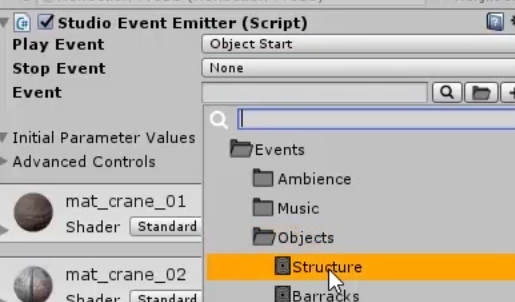 Studio Event Emitter (Script)
Play Event Object Start
Stop Event None
Event
Initial Parameter Values
Events
Advanced Controls
Ambience
mat_crane_01
Music
Shader Standard
Objects
Structure
mat_crane_02
Barracks
Shader Standard